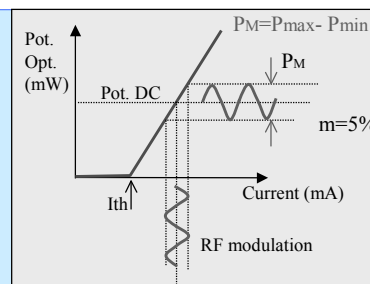 Pot.
Opt.
(mW)
PM=Pmax- Pmin
PM
Pot. DC
m=5%
Current (mA)
Ith
RF modulation